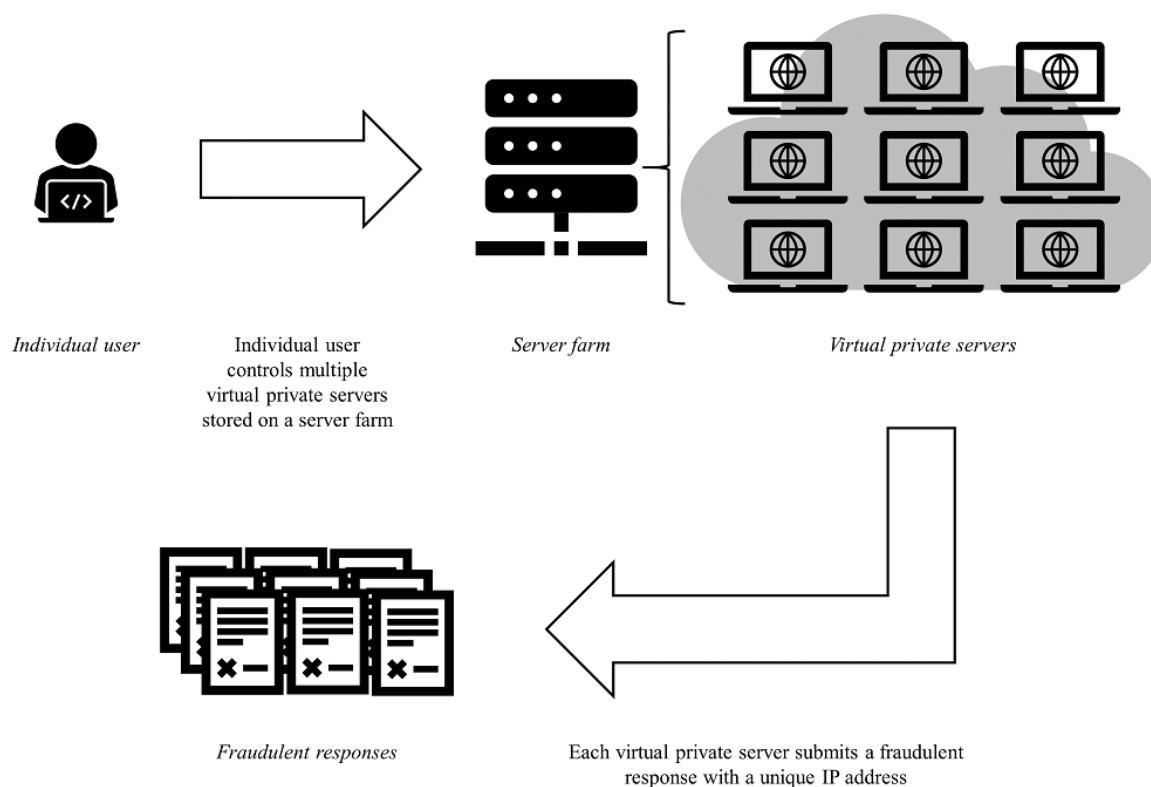 </>
Individual user
Individual user
controls multiple
virtual private servers
stored on a server farm
Server farm
Virtual private servers
Fraudulent responses
Each virtual private server submits a fraudulent
response with a unique IP address